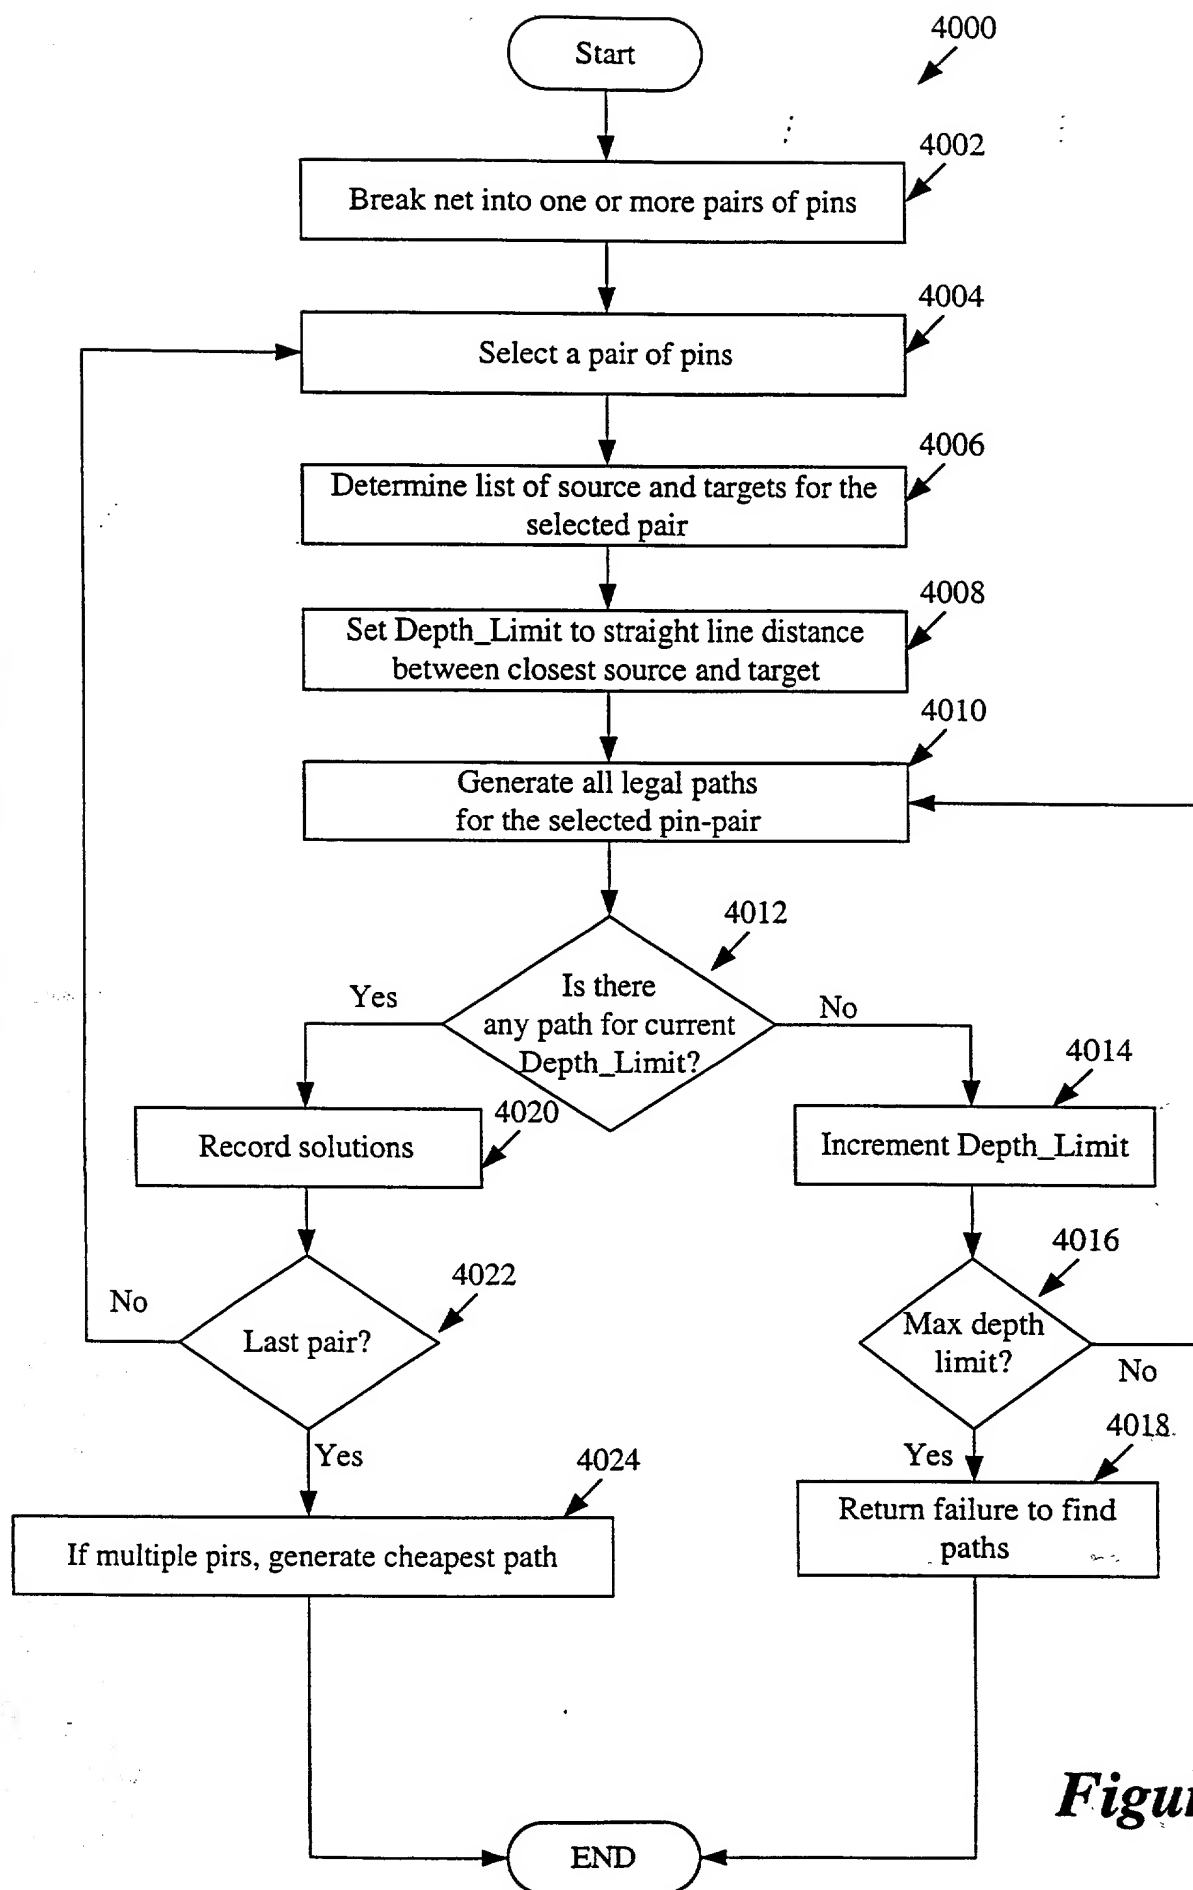 Start
4000
4002
Break net into one or more pairs of pins
4004
Select a pair of pins
4006
Determine list of source and targets for the
selected pair
4008
Set Depth_Limit to straight line distance
between closest source and target
4010
Generate all legal paths
for the selected pin-pair
4012
Is there
any path for current
Depth_Limit?
Yes
No
4014
Increment Depth_Limit
4020
Record solutions
4016
Max depth
limit?
No
4022
Last pair?
No
Yes
Yes
4018
Return failure to find
paths
4024
If multiple pirs, generate cheapest path
END